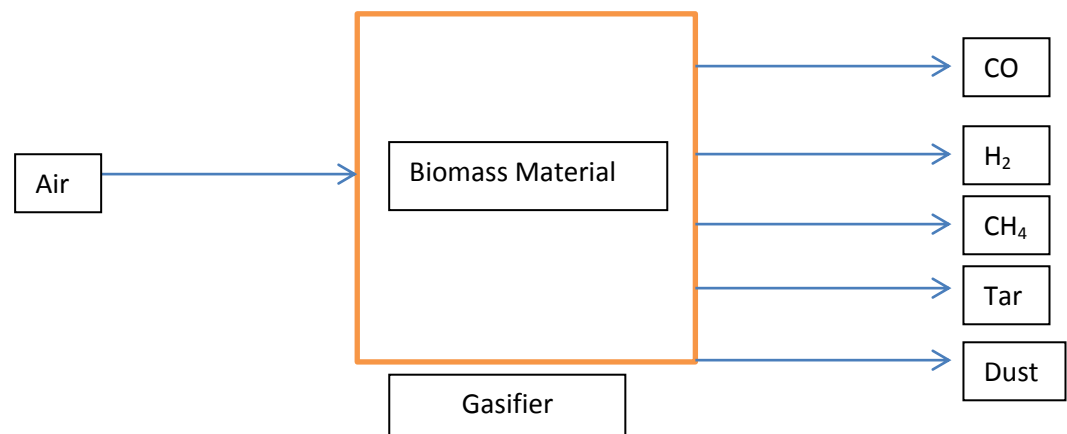 Air
Biomass Material
Gasifier
CO
H₂
CH₄
Tar
Dust